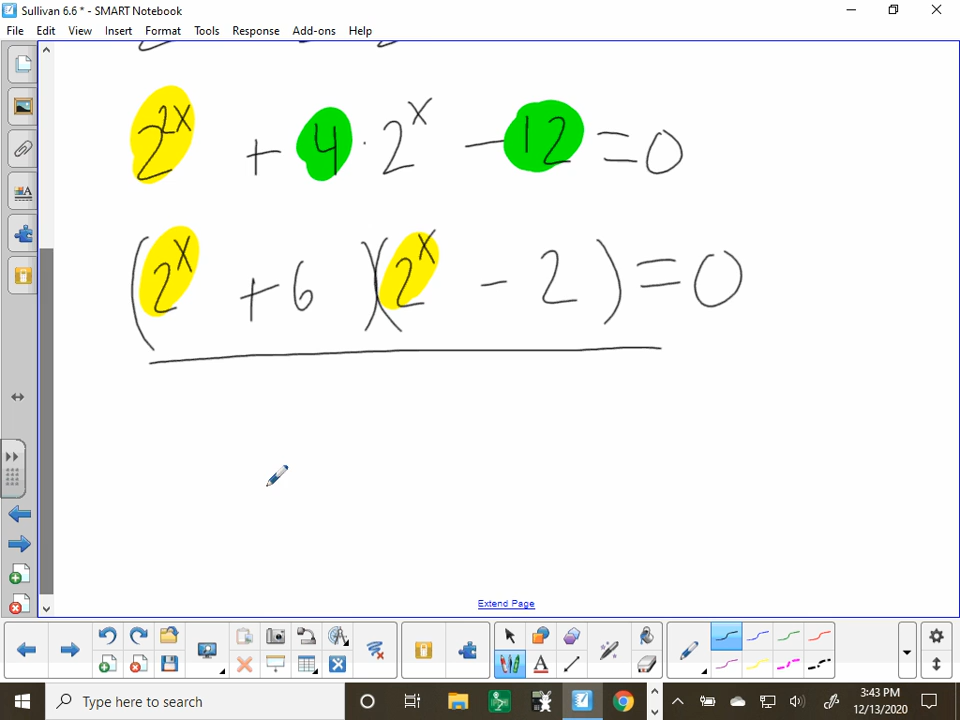 Sullivan 6.6 * - SMART Notebook
File Edit View Insert Format Tools Response Add-ons Help
2^{2x} + 4 · 2^x - 12 = 0
(2^x + 6)(2^x - 2) = 0
Extend Page
Type here to search
3:43 PM
12/13/2020